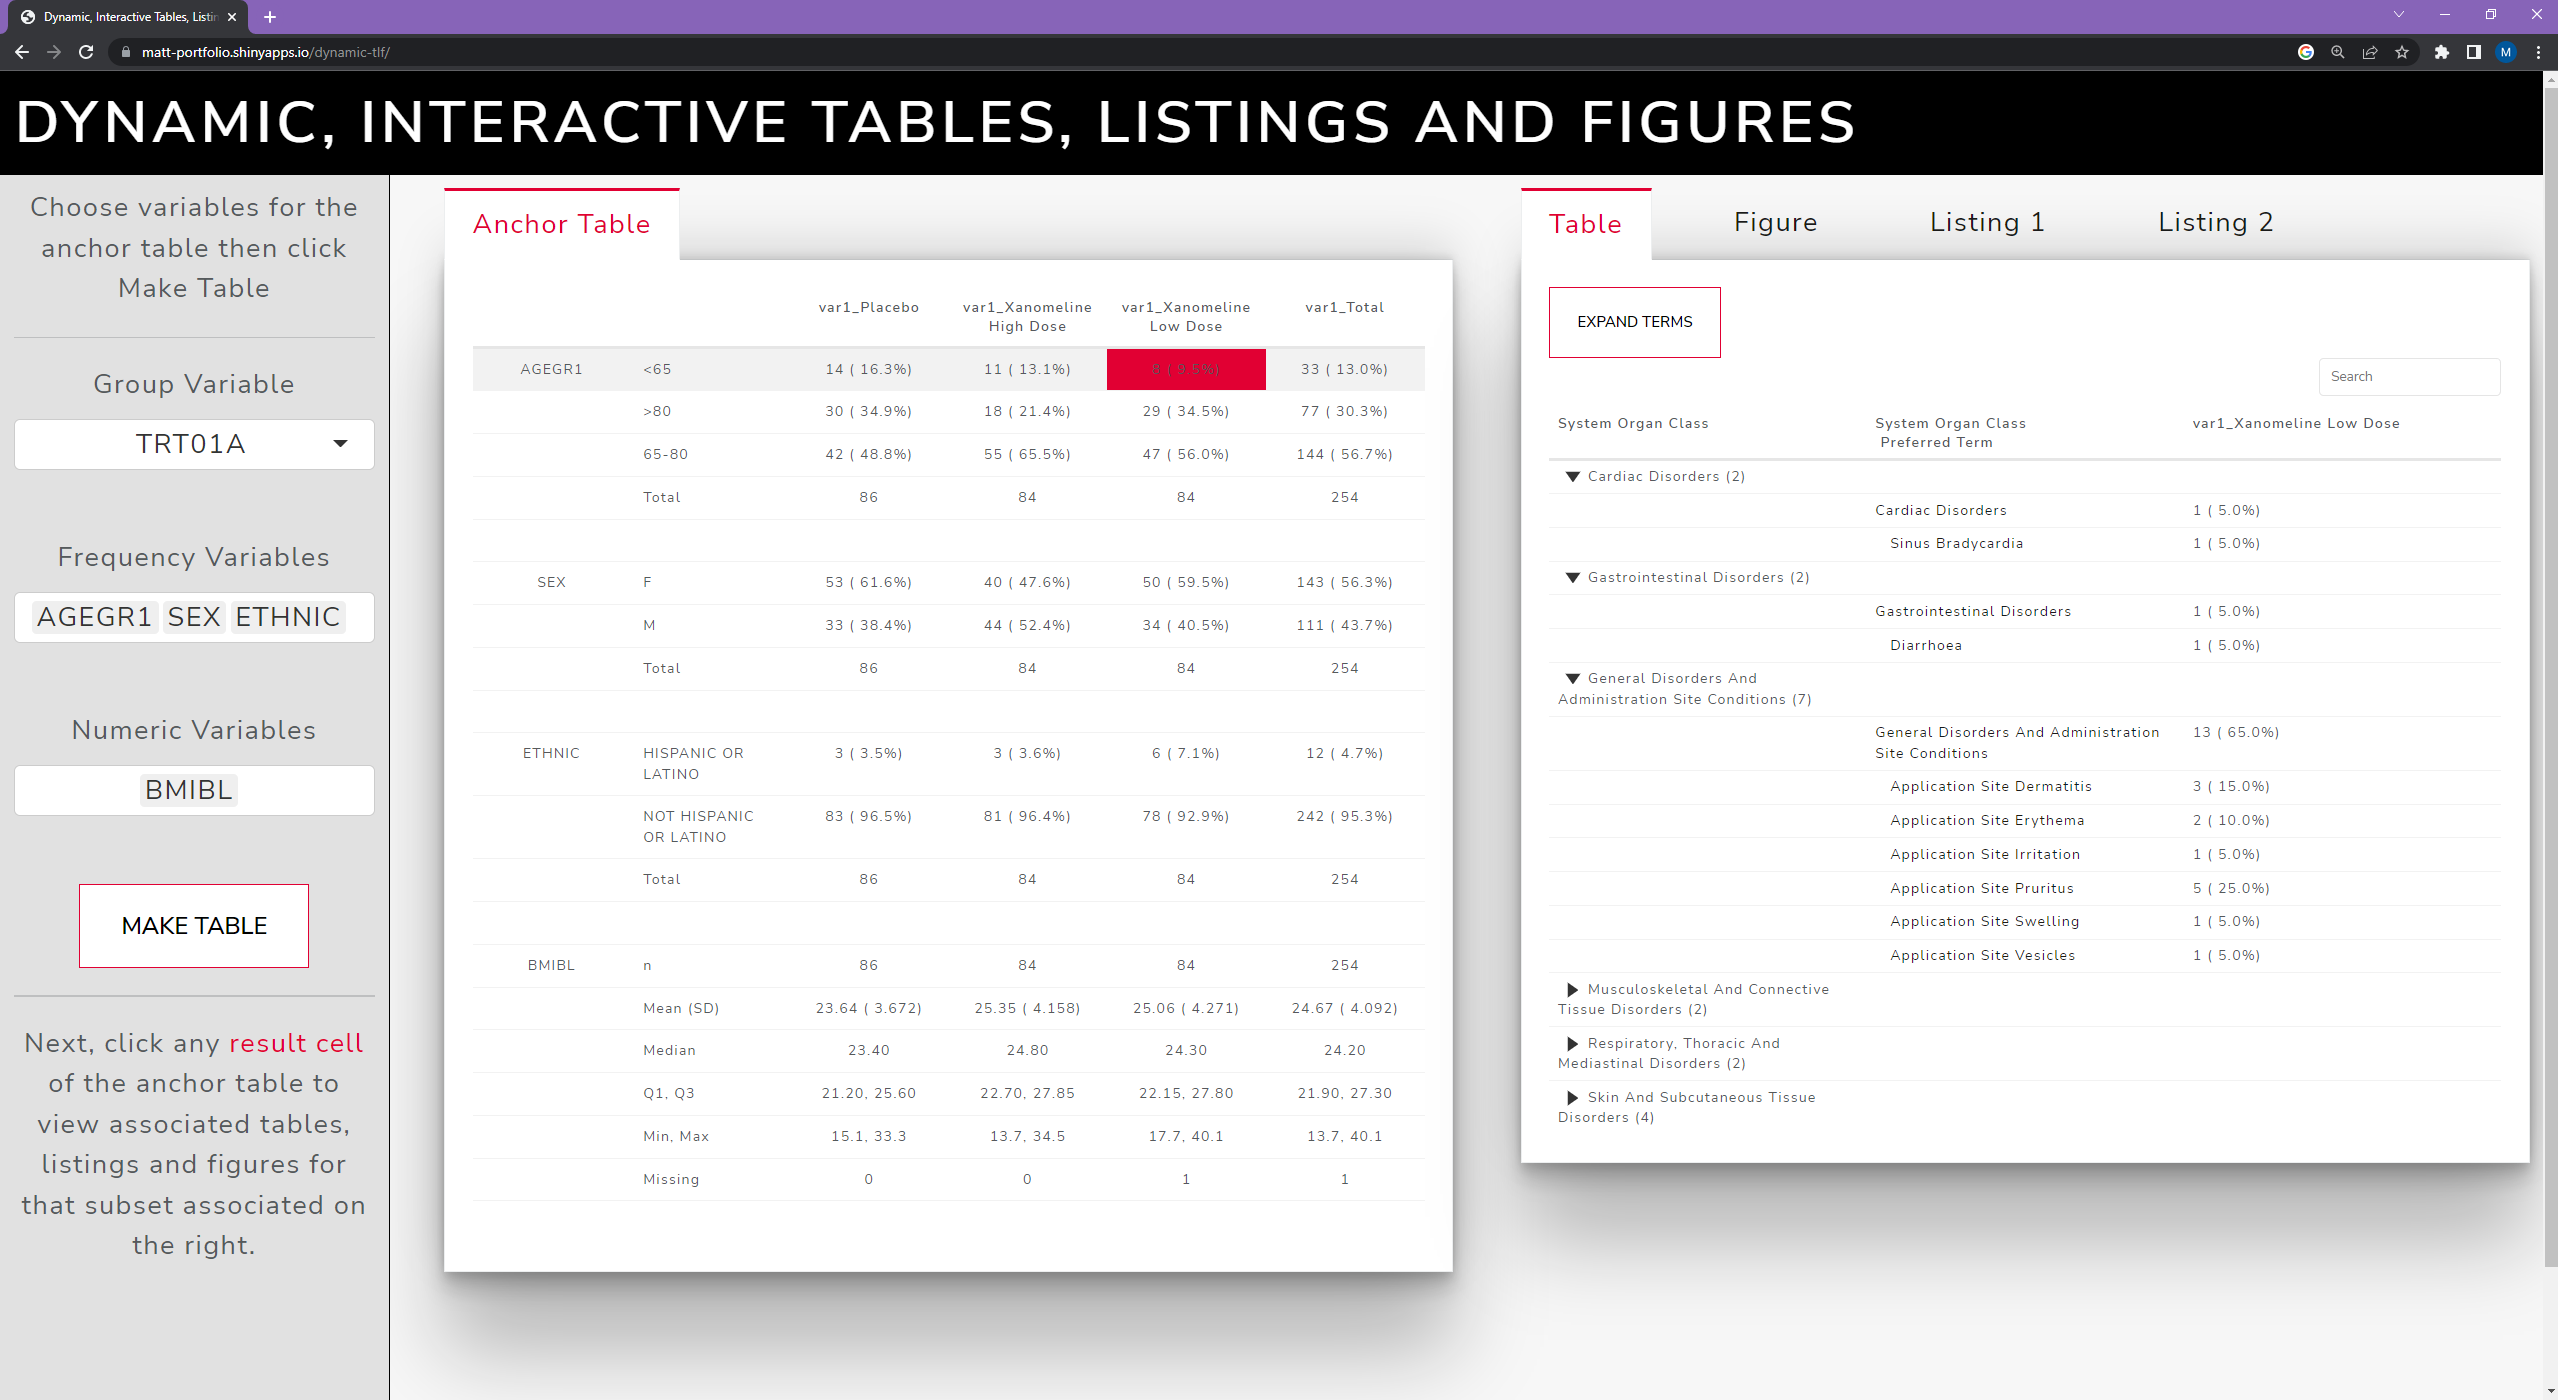 Dynamic, Interactive Tables, Listin
matt-portfolio.shinyapps.io/dynamic-tlf/
M
DYNAMIC, INTERACTIVE TABLES, LISTINGS AND FIGURES
Choose variables for the
anchor table then click
Make Table
Group Variable
TRT01A
Frequency Variables
AGEGR1 SEX ETHNIC
Numeric Variables
BMIBL
MAKE TABLE
Next, click any result cell
of the anchor table to
view associated tables,
listings and figures for
that subset associated on
the right.
Anchor Table
var1_Placebo var1_Xanomeline High Dose var1_Xanomeline Low Dose var1_Total
AGEGR1 <65 14 ( 16.3%) 11 ( 13.1%) 8 ( 9.5%) 33 ( 13.0%)
>80 30 ( 34.9%) 18 ( 21.4%) 29 ( 34.5%) 77 ( 30.3%)
65-80 42 ( 48.8%) 55 ( 65.5%) 47 ( 56.0%) 144 ( 56.7%)
Total 86 84 84 254
SEX F 53 ( 61.6%) 40 ( 47.6%) 50 ( 59.5%) 143 ( 56.3%)
M 33 ( 38.4%) 44 ( 52.4%) 34 ( 40.5%) 111 ( 43.7%)
Total 86 84 84 254
ETHNIC HISPANIC OR LATINO 3 ( 3.5%) 3 ( 3.6%) 6 ( 7.1%) 12 ( 4.7%)
NOT HISPANIC OR LATINO 83 ( 96.5%) 81 ( 96.4%) 78 ( 92.9%) 242 ( 95.3%)
Total 86 84 84 254
BMIBL n 86 84 84 254
Mean (SD) 23.64 ( 3.672) 25.35 ( 4.158) 25.06 ( 4.271) 24.67 ( 4.092)
Median 23.40 24.80 24.30 24.20
Q1, Q3 21.20, 25.60 22.70, 27.85 22.15, 27.80 21.90, 27.30
Min, Max 15.1, 33.3 13.7, 34.5 17.7, 40.1 13.7, 40.1
Missing 0 0 1 1
Table Figure Listing 1 Listing 2
EXPAND TERMS
Search
System Organ Class System Organ Class var1_Xanomeline Low Dose
Preferred Term
Cardiac Disorders (2)
Cardiac Disorders 1 ( 5.0%)
Sinus Bradycardia 1 ( 5.0%)
Gastrointestinal Disorders (2)
Gastrointestinal Disorders 1 ( 5.0%)
Diarrhoea 1 ( 5.0%)
General Disorders And
Administration Site Conditions (7)
General Disorders And Administration 13 ( 65.0%)
Site Conditions
Application Site Dermatitis 3 ( 15.0%)
Application Site Erythema 2 ( 10.0%)
Application Site Irritation 1 ( 5.0%)
Application Site Pruritus 5 ( 25.0%)
Application Site Swelling 1 ( 5.0%)
Application Site Vesicles 1 ( 5.0%)
Musculoskeletal And Connective
Tissue Disorders (2)
Respiratory, Thoracic And
Mediastinal Disorders (2)
Skin And Subcutaneous Tissue
Disorders (4)